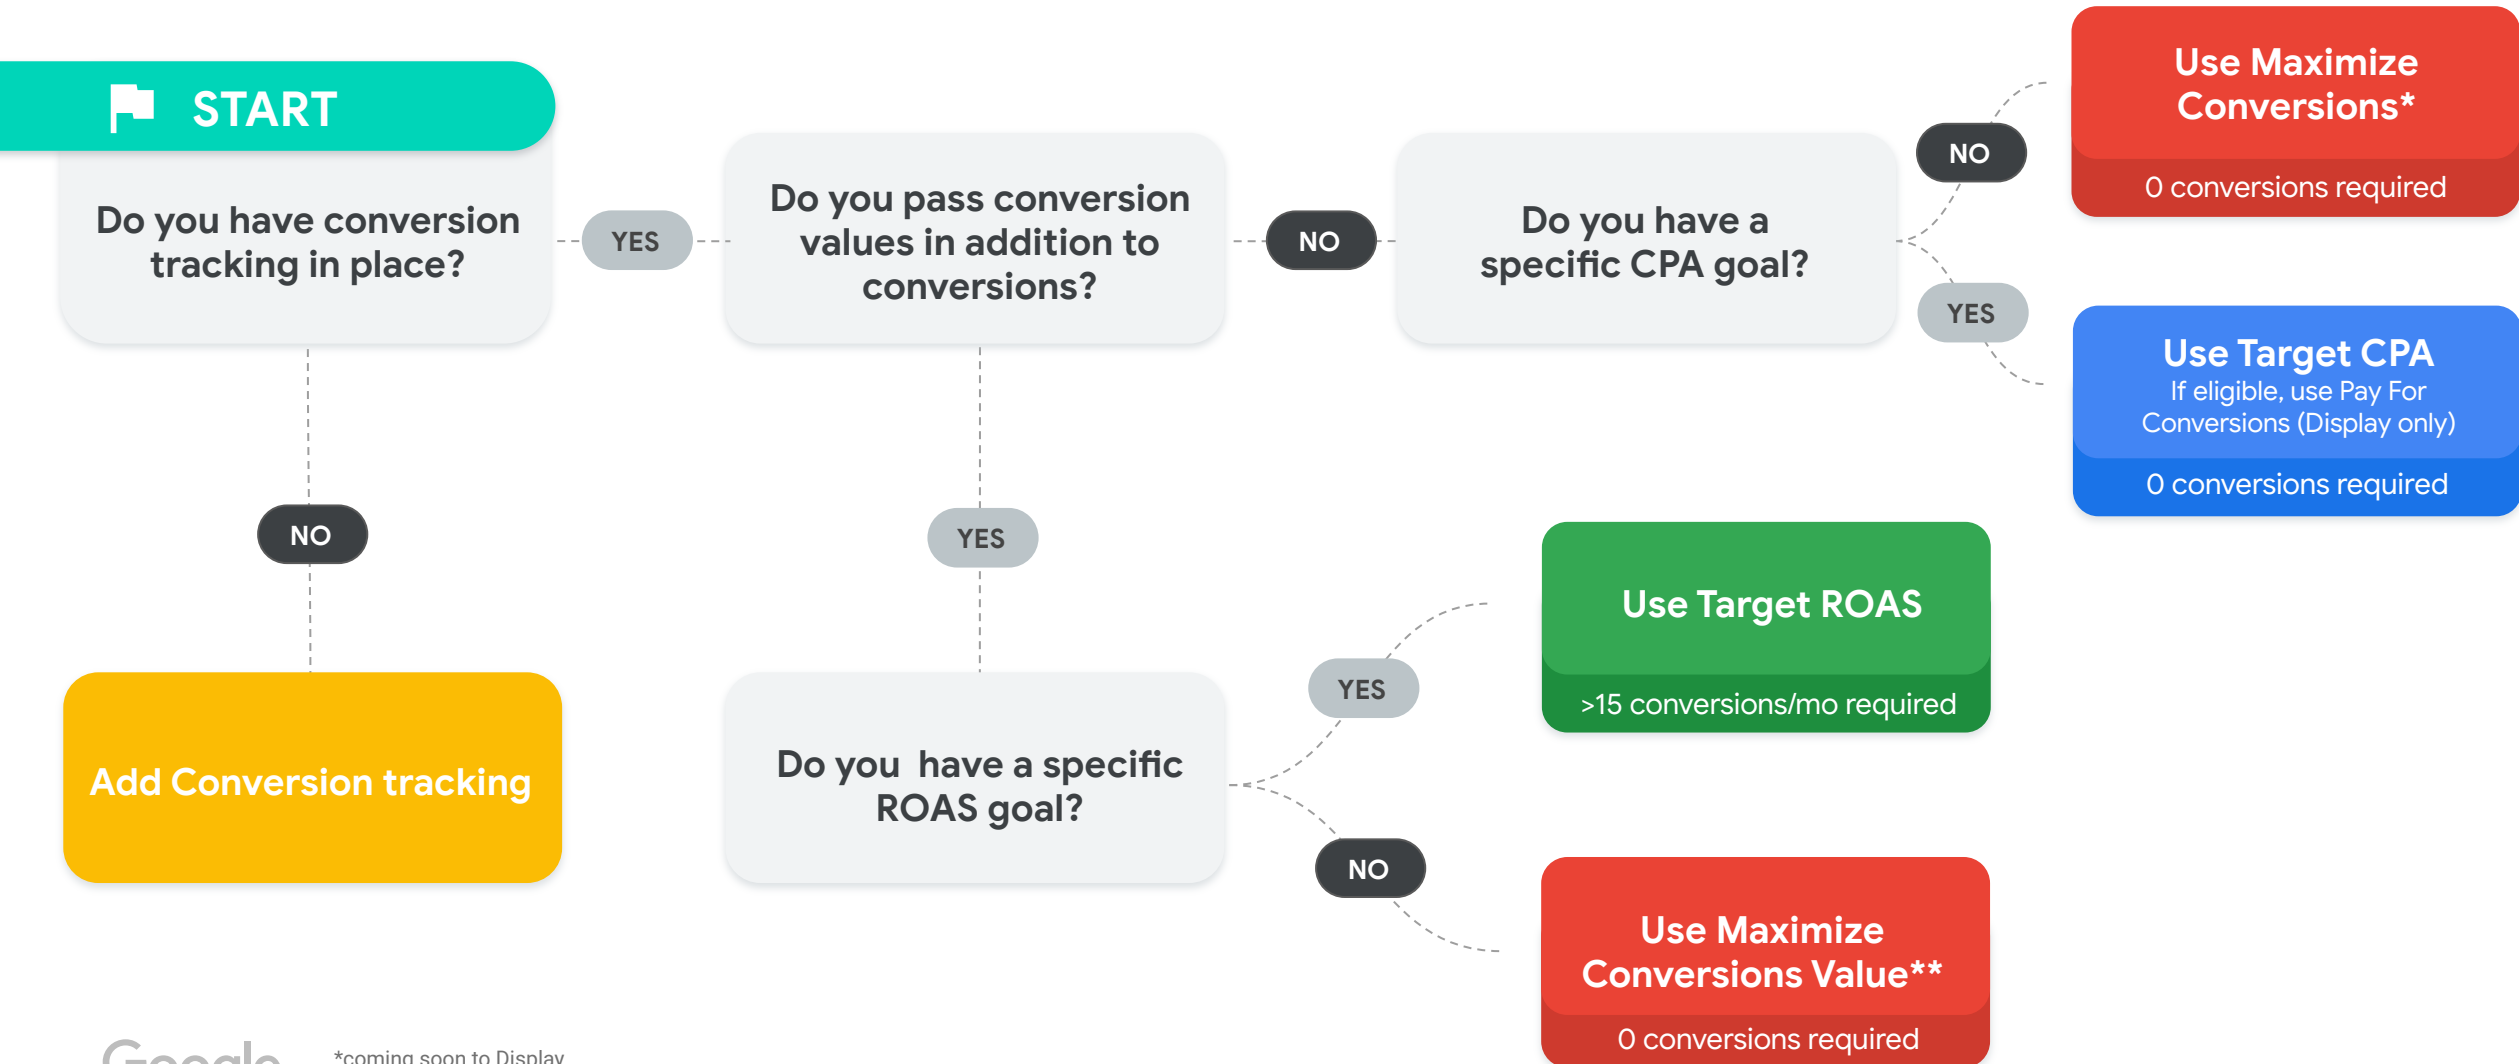 START
Do you have conversion
tracking in place?
YES
Do you pass conversion
values in addition to
conversions?
NO
Do you have a
specific CPA goal?
NO
Use Maximize
Conversions*
0 conversions required
YES
Use Target CPA
If eligible, use Pay For
Conversions (Display only)
0 conversions required
NO
Add Conversion tracking
YES
Do you  have a specific
ROAS goal?
YES
Use Target ROAS
>15 conversions/mo required
NO
Use Maximize
Conversions Value**
0 conversions required
Google
*coming soon to Display